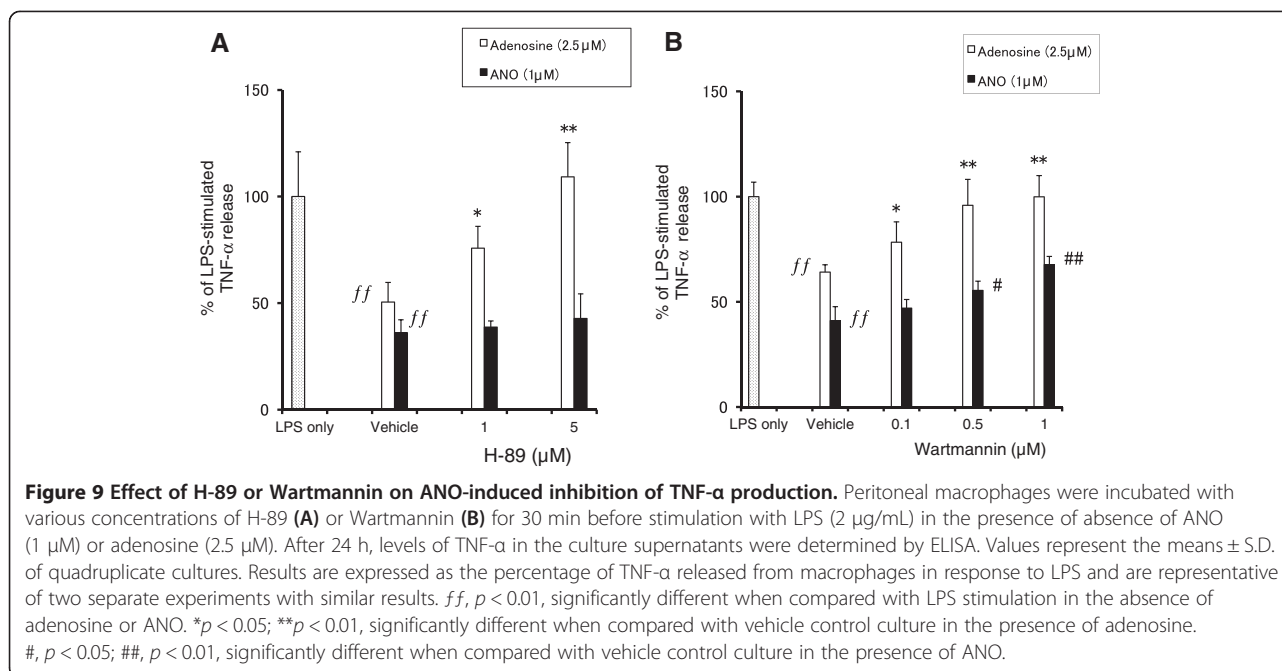 A
Adenosine (2.5μM)
ANO (1μM)
% of LPS-stimulated
TNF-α release
150
100
50
0
ƒƒ
ƒƒ
*
**
LPS only
Vehicle
1
5
H-89 (μM)
B
Adenosine (2.5μM)
ANO (1μM)
% of LPS-stimulated
TNF-α release
150
100
50
0
ƒƒ
ƒƒ
*
**
#
**
##
LPS only
Vehicle
0.1
0.5
1
Wartmannin (μM)
Figure 9 Effect of H-89 or Wartmannin on ANO-induced inhibition of TNF-α production. Peritoneal macrophages were incubated with
various concentrations of H-89 (A) or Wartmannin (B) for 30 min before stimulation with LPS (2 μg/mL) in the presence of absence of ANO
(1 μM) or adenosine (2.5 μM). After 24 h, levels of TNF-α in the culture supernatants were determined by ELISA. Values represent the means ± S.D.
of quadruplicate cultures. Results are expressed as the percentage of TNF-α released from macrophages in response to LPS and are representative
of two separate experiments with similar results. ƒƒ, p < 0.01, significantly different when compared with LPS stimulation in the absence of
adenosine or ANO. *p < 0.05; **p < 0.01, significantly different when compared with vehicle control culture in the presence of adenosine.
#, p < 0.05; ##, p < 0.01, significantly different when compared with vehicle control culture in the presence of ANO.